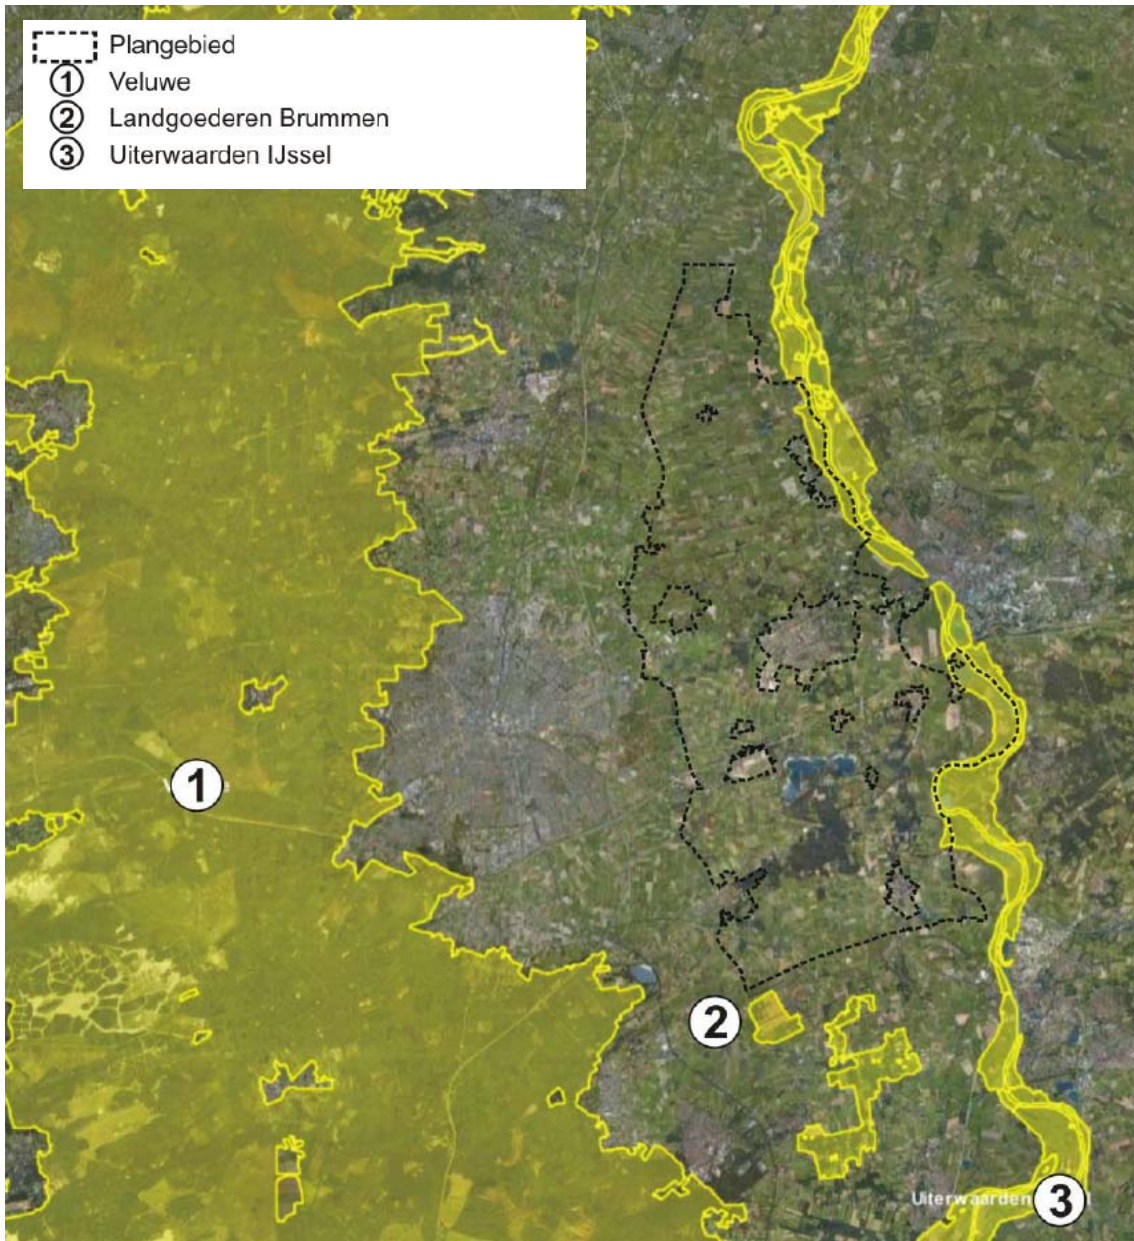 Plangebied
1 Veluwe
2 Landgoederen Brummen
3 Uiterwaarden IJssel
1
2
Uiterwaarden
3